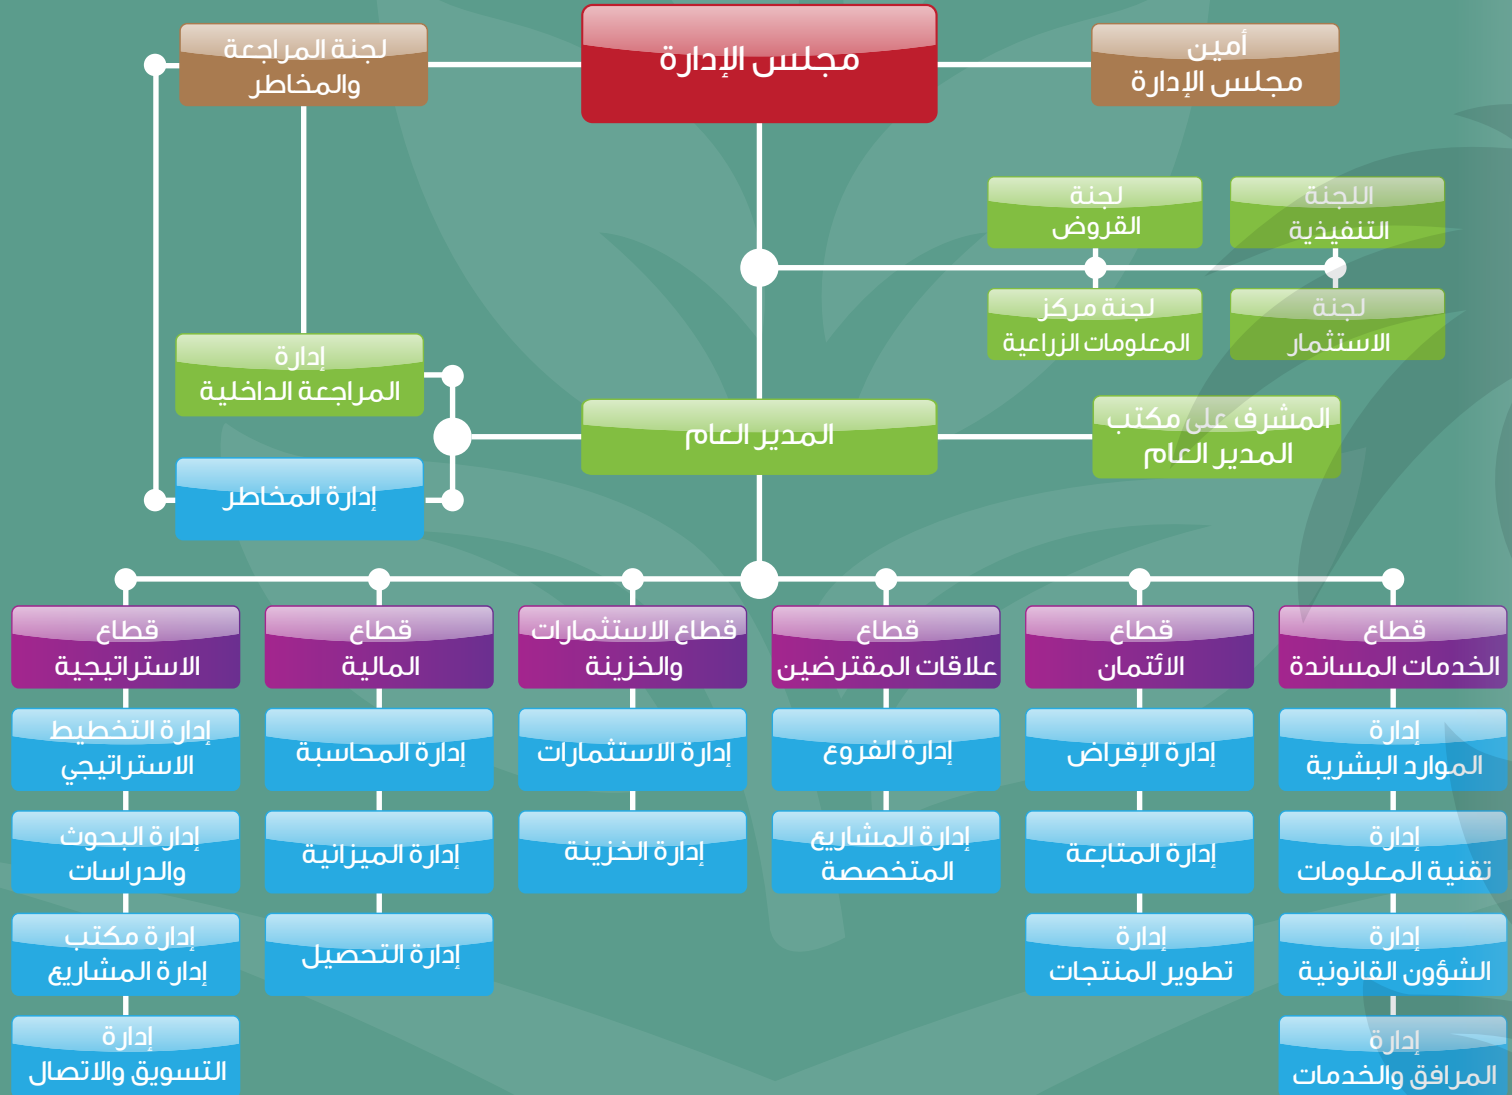 مجلس الإدارة
أمين
مجلس الإدارة
لجنة المراجعة
والمخاطر
اللجنة
التنفيذية
لجنة
القروض
لجنة
الاستثمار
لجنة مركز
المعلومات الزراعية
إدارة
المراجعة الداخلية
المشرف على مكتب
المدير العام
المدير العام
إدارة المخاطر
قطاع
الخدمات المساندة
إدارة
الموارد البشرية
إدارة
تقنية المعلومات
إدارة
الشؤون القانونية
إدارة
المرافق والخدمات
قطاع
الائتمان
إدارة الإقراض
إدارة المتابعة
إدارة
تطوير المنتجات
قطاع
علاقات المقترضين
إدارة الفروع
إدارة المشاريع
المتخصصة
قطاع الاستثمارات
والخزينة
إدارة الاستثمارات
إدارة الخزينة
قطاع
المالية
إدارة المحاسبة
إدارة الميزانية
إدارة التحصيل
قطاع
الاستراتيجية
إدارة التخطيط
الاستراتيجي
إدارة البحوث
والدراسات
إدارة مكتب
إدارة المشاريع
إدارة
التسويق والاتصال